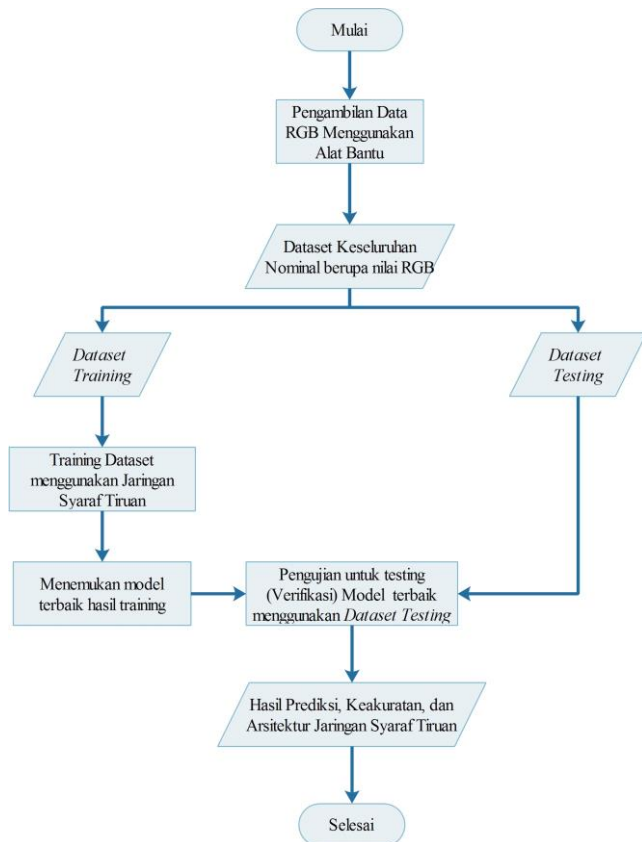 Mulai
Pengambilan Data
RGB Menggunakan
Alat Bantu
Dataset Keseluruhan
Nominal berupa nilai RGB
Dataset
Training
Dataset
Testing
Training Dataset
menggunakan Jaringan
Syaraf Tiruan
Menemukan model
terbaik hasil training
Pengujian untuk testing
(Verifikasi) Model terbaik
menggunakan Dataset Testing
Hasil Prediksi, Keakuratan, dan
Arsitektur Jaringan Syaraf Tiruan
Selesai